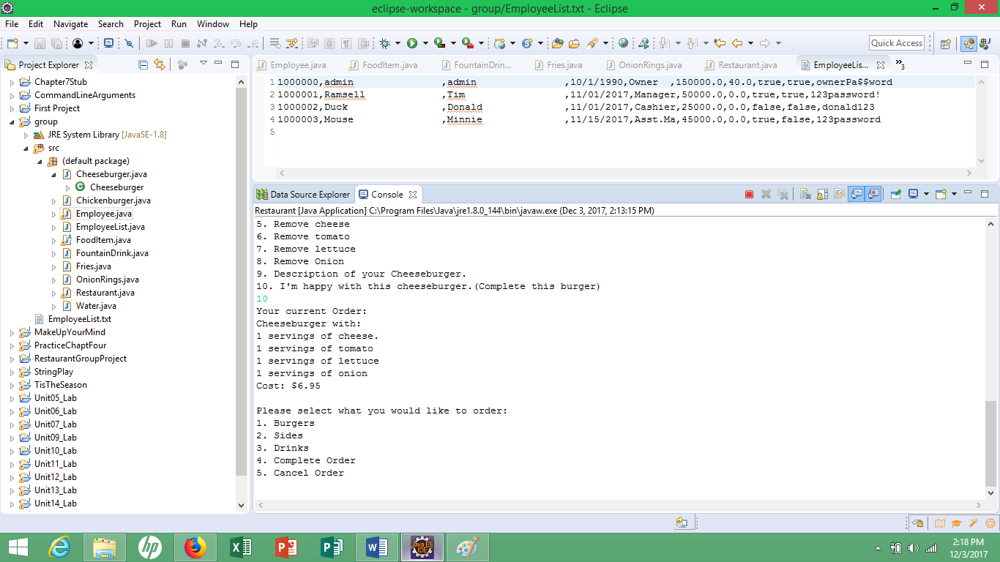 eclipse-workspace - group/EmployeeList.txt - Eclipse
File Edit Navigate Search Project Run Window Help
Quick Access
Project Explorer
Chapter7Stub
CommandLineArguments
First Project
group
JRE System Library [JavaSE-1.8]
src
(default package)
Cheeseburger.java
Cheeseburger
Chickenburger.java
Employee.java
EmployeeList.java
FoodItem.java
FountainDrink.java
Fries.java
OnionRings.java
Restaurant.java
Water.java
EmployeeList.txt
MakeUpYourMind
PracticeChaptFour
RestaurantGroupProject
StringPlay
TisTheSeason
Unit05_Lab
Unit06_Lab
Unit07_Lab
Unit09_Lab
Unit10_Lab
Unit11_Lab
Unit12_Lab
Unit13_Lab
Unit14_Lab
Employee.java FoodItem.java FountainDrin... Fries.java OnionRings.java Restaurant.java EmployeeLis... »3
1 1000000,admin ,admin ,10/1/1990,Owner ,150000.0,40.0,true,true,ownerPa$$word
2 1000001,Ramsell ,Tim ,11/01/2017,Manager,50000.0,0.0,true,true,123password!
3 1000002,Duck ,Donald ,11/01/2017,Cashier,25000.0,0.0,false,false,donald123
4 1000003,Mouse ,Minnie ,11/15/2017,Asst.Ma,45000.0,0.0,true,false,123password
5
Data Source Explorer Console
Restaurant [Java Application] C:\Program Files\Java\jre1.8.0_144\bin\javaw.exe (Dec 3, 2017, 2:13:15 PM)
5. Remove cheese
6. Remove tomato
7. Remove lettuce
8. Remove Onion
9. Description of your Cheeseburger.
10. I'm happy with this cheeseburger.(Complete this burger)
10
Your current Order:
Cheeseburger with:
1 servings of cheese.
1 servings of tomato
1 servings of lettuce
1 servings of onion
Cost: $6.95
Please select what you would like to order:
1. Burgers
2. Sides
3. Drinks
4. Complete Order
5. Cancel Order
Java EE
IDE
2:18 PM
12/3/2017